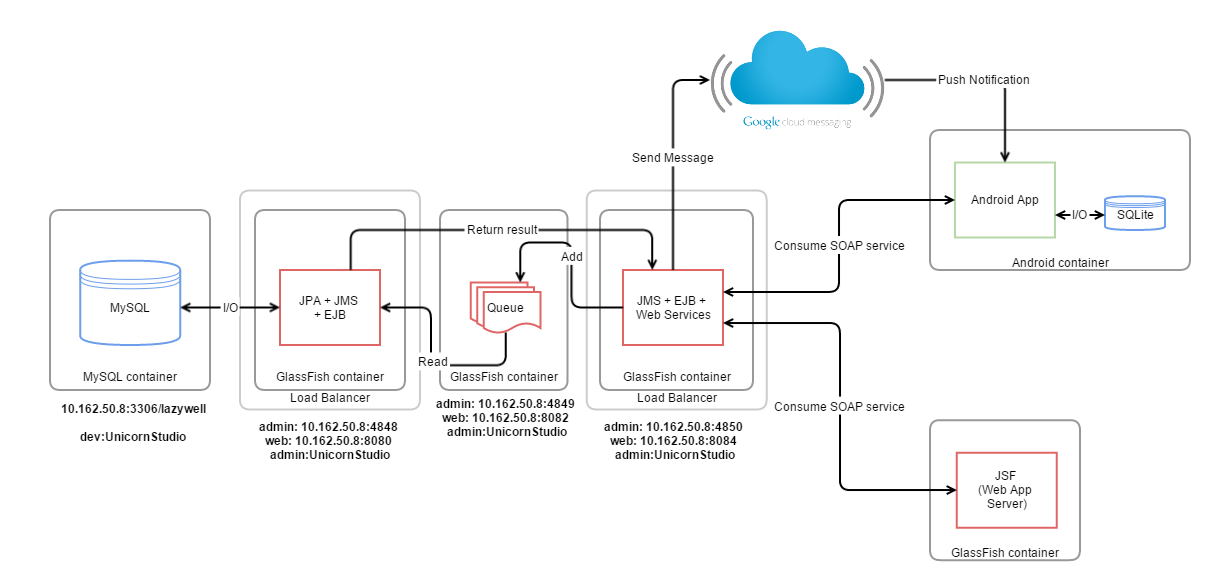 Google cloud messaging
Push Notification
Send Message
Android App
I/O
SQLite
Android container
Consume SOAP service
Return result
Add
MySQL
I/O
JPA + JMS
+ EJB
Queue
JMS + EJB +
Web Services
Read
MySQL container
GlassFish container
GlassFish container
GlassFish container
Load Balancer
Load Balancer
10.162.50.8:3306/lazywell
dev:UnicornStudio
admin: 10.162.50.8:4848
web: 10.162.50.8:8080
admin:UnicornStudio
admin: 10.162.50.8:4849
web: 10.162.50.8:8082
admin:UnicornStudio
admin: 10.162.50.8:4850
web: 10.162.50.8:8084
admin:UnicornStudio
Consume SOAP service
JSF
(Web App
Server)
GlassFish container